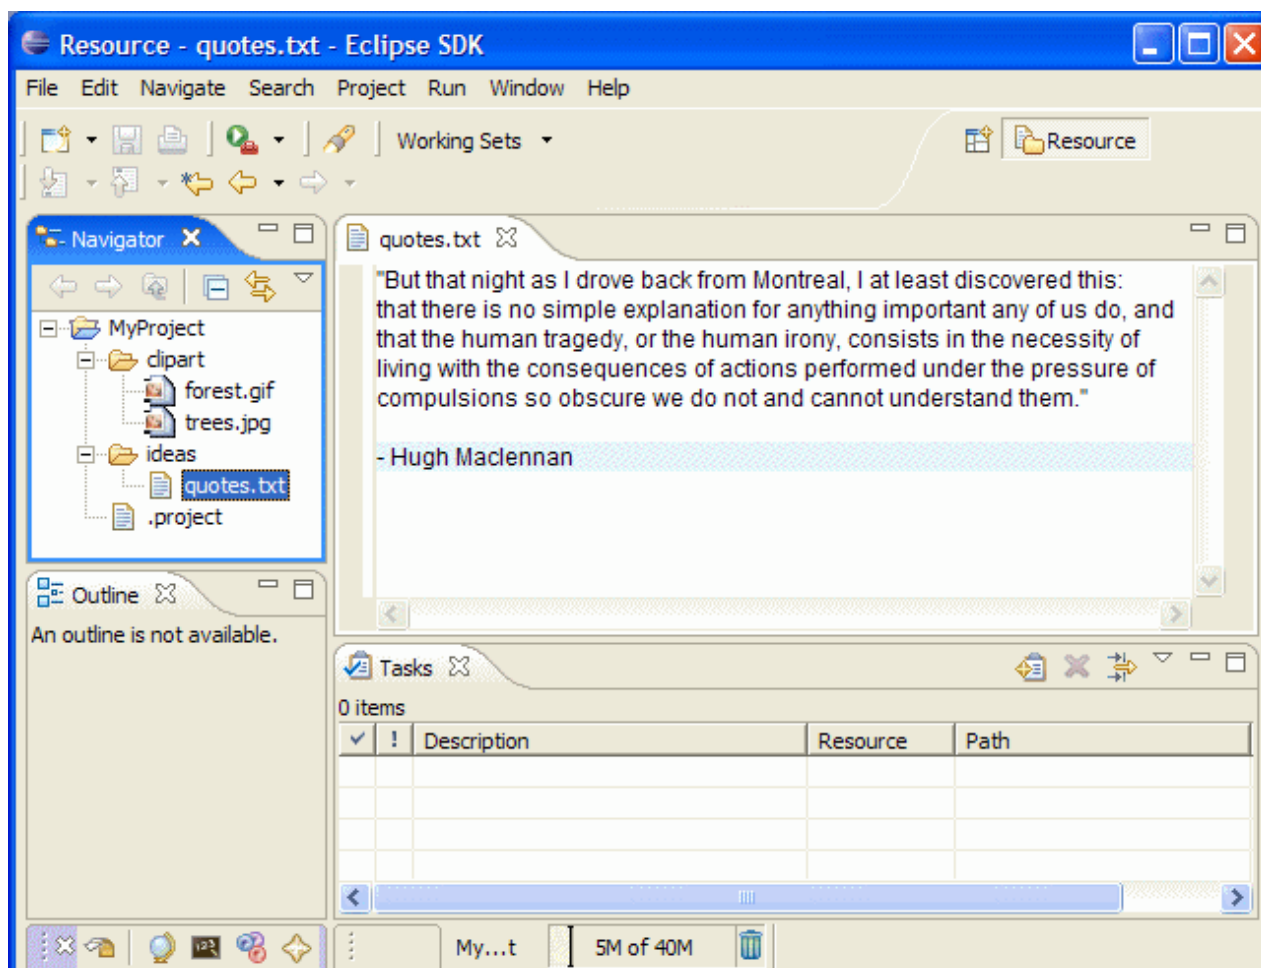 Resource - quotes.txt - Eclipse SDK
File Edit Navigate Search Project Run Window Help
Working Sets
Resource
Navigator
quotes.txt
MyProject
clipart
forest.gif
trees.jpg
ideas
quotes.txt
.project
"But that night as I drove back from Montreal, I at least discovered this:
that there is no simple explanation for anything important any of us do, and
that the human tragedy, or the human irony, consists in the necessity of
living with the consequences of actions performed under the pressure of
compulsions so obscure we do not and cannot understand them."
- Hugh Maclennan
Outline
An outline is not available.
Tasks
0 items
! Description Resource Path
My...t 5M of 40M